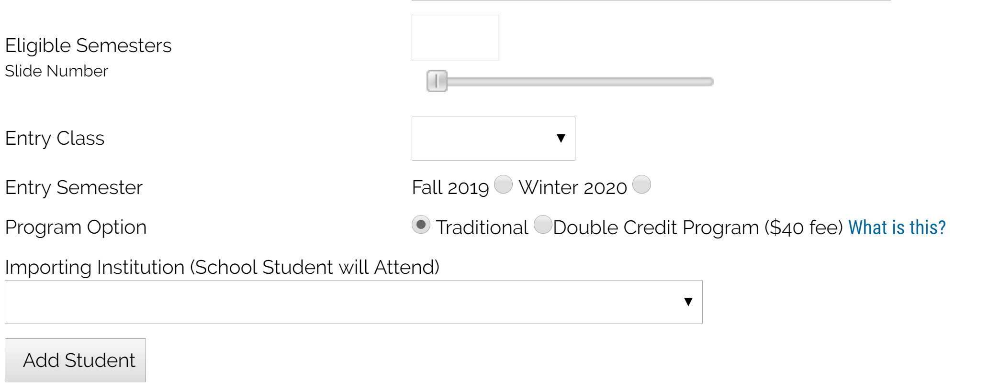 Eligible Semesters
Slide Number
Entry Class
Entry Semester Fall 2019 Winter 2020
Program Option Traditional Double Credit Program ($40 fee) What is this?
Importing Institution (School Student will Attend)
Add Student